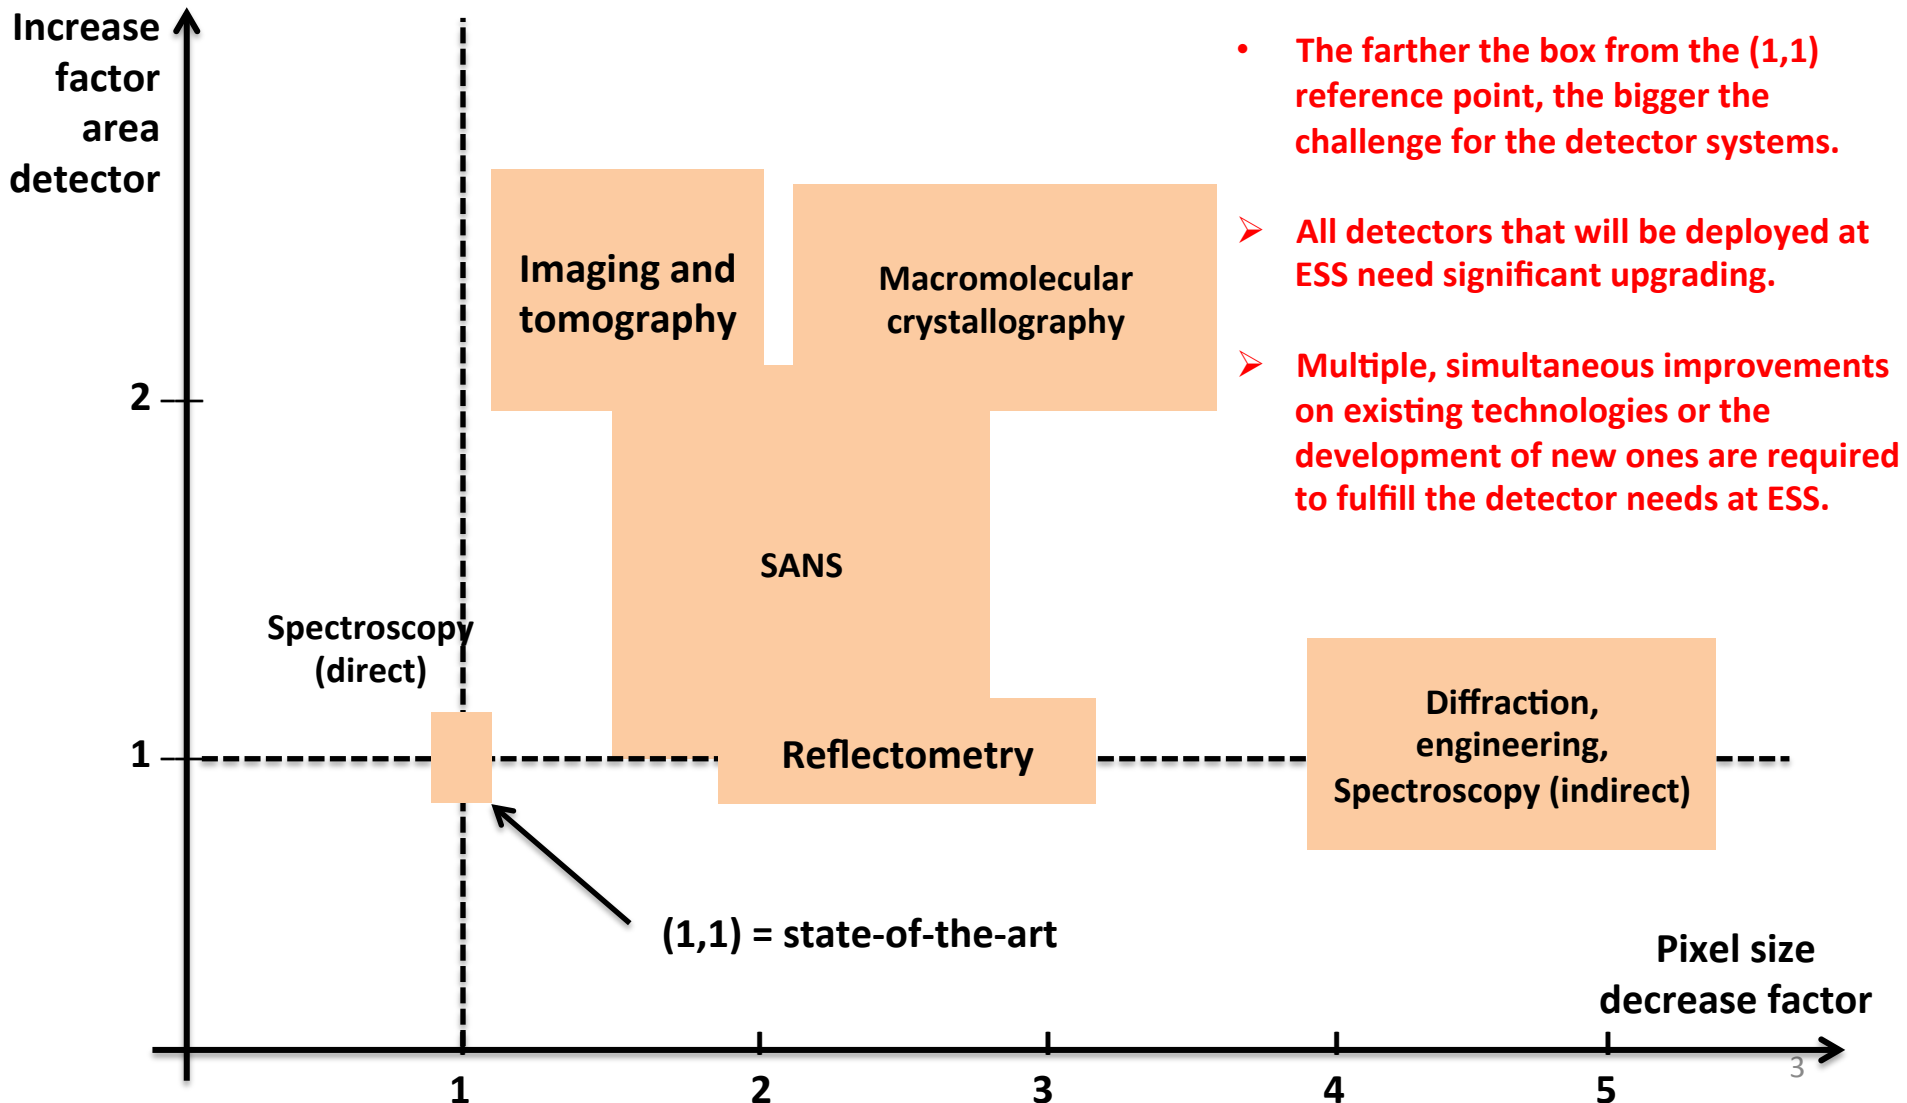 Increase
factor
area
detector
• The farther the box from the (1,1)
reference point, the bigger the
challenge for the detector systems.
➢ All detectors that will be deployed at
ESS need significant upgrading.
➢ Multiple, simultaneous improvements
on existing technologies or the
development of new ones are required
to fulfill the detector needs at ESS.
Imaging and
tomography
Macromolecular
crystallography
2
SANS
Spectroscopy
(direct)
Diffraction,
engineering,
Spectroscopy (indirect)
1
Reflectometry
(1,1) = state-of-the-art
Pixel size
decrease factor
1 2 3 4 5
3